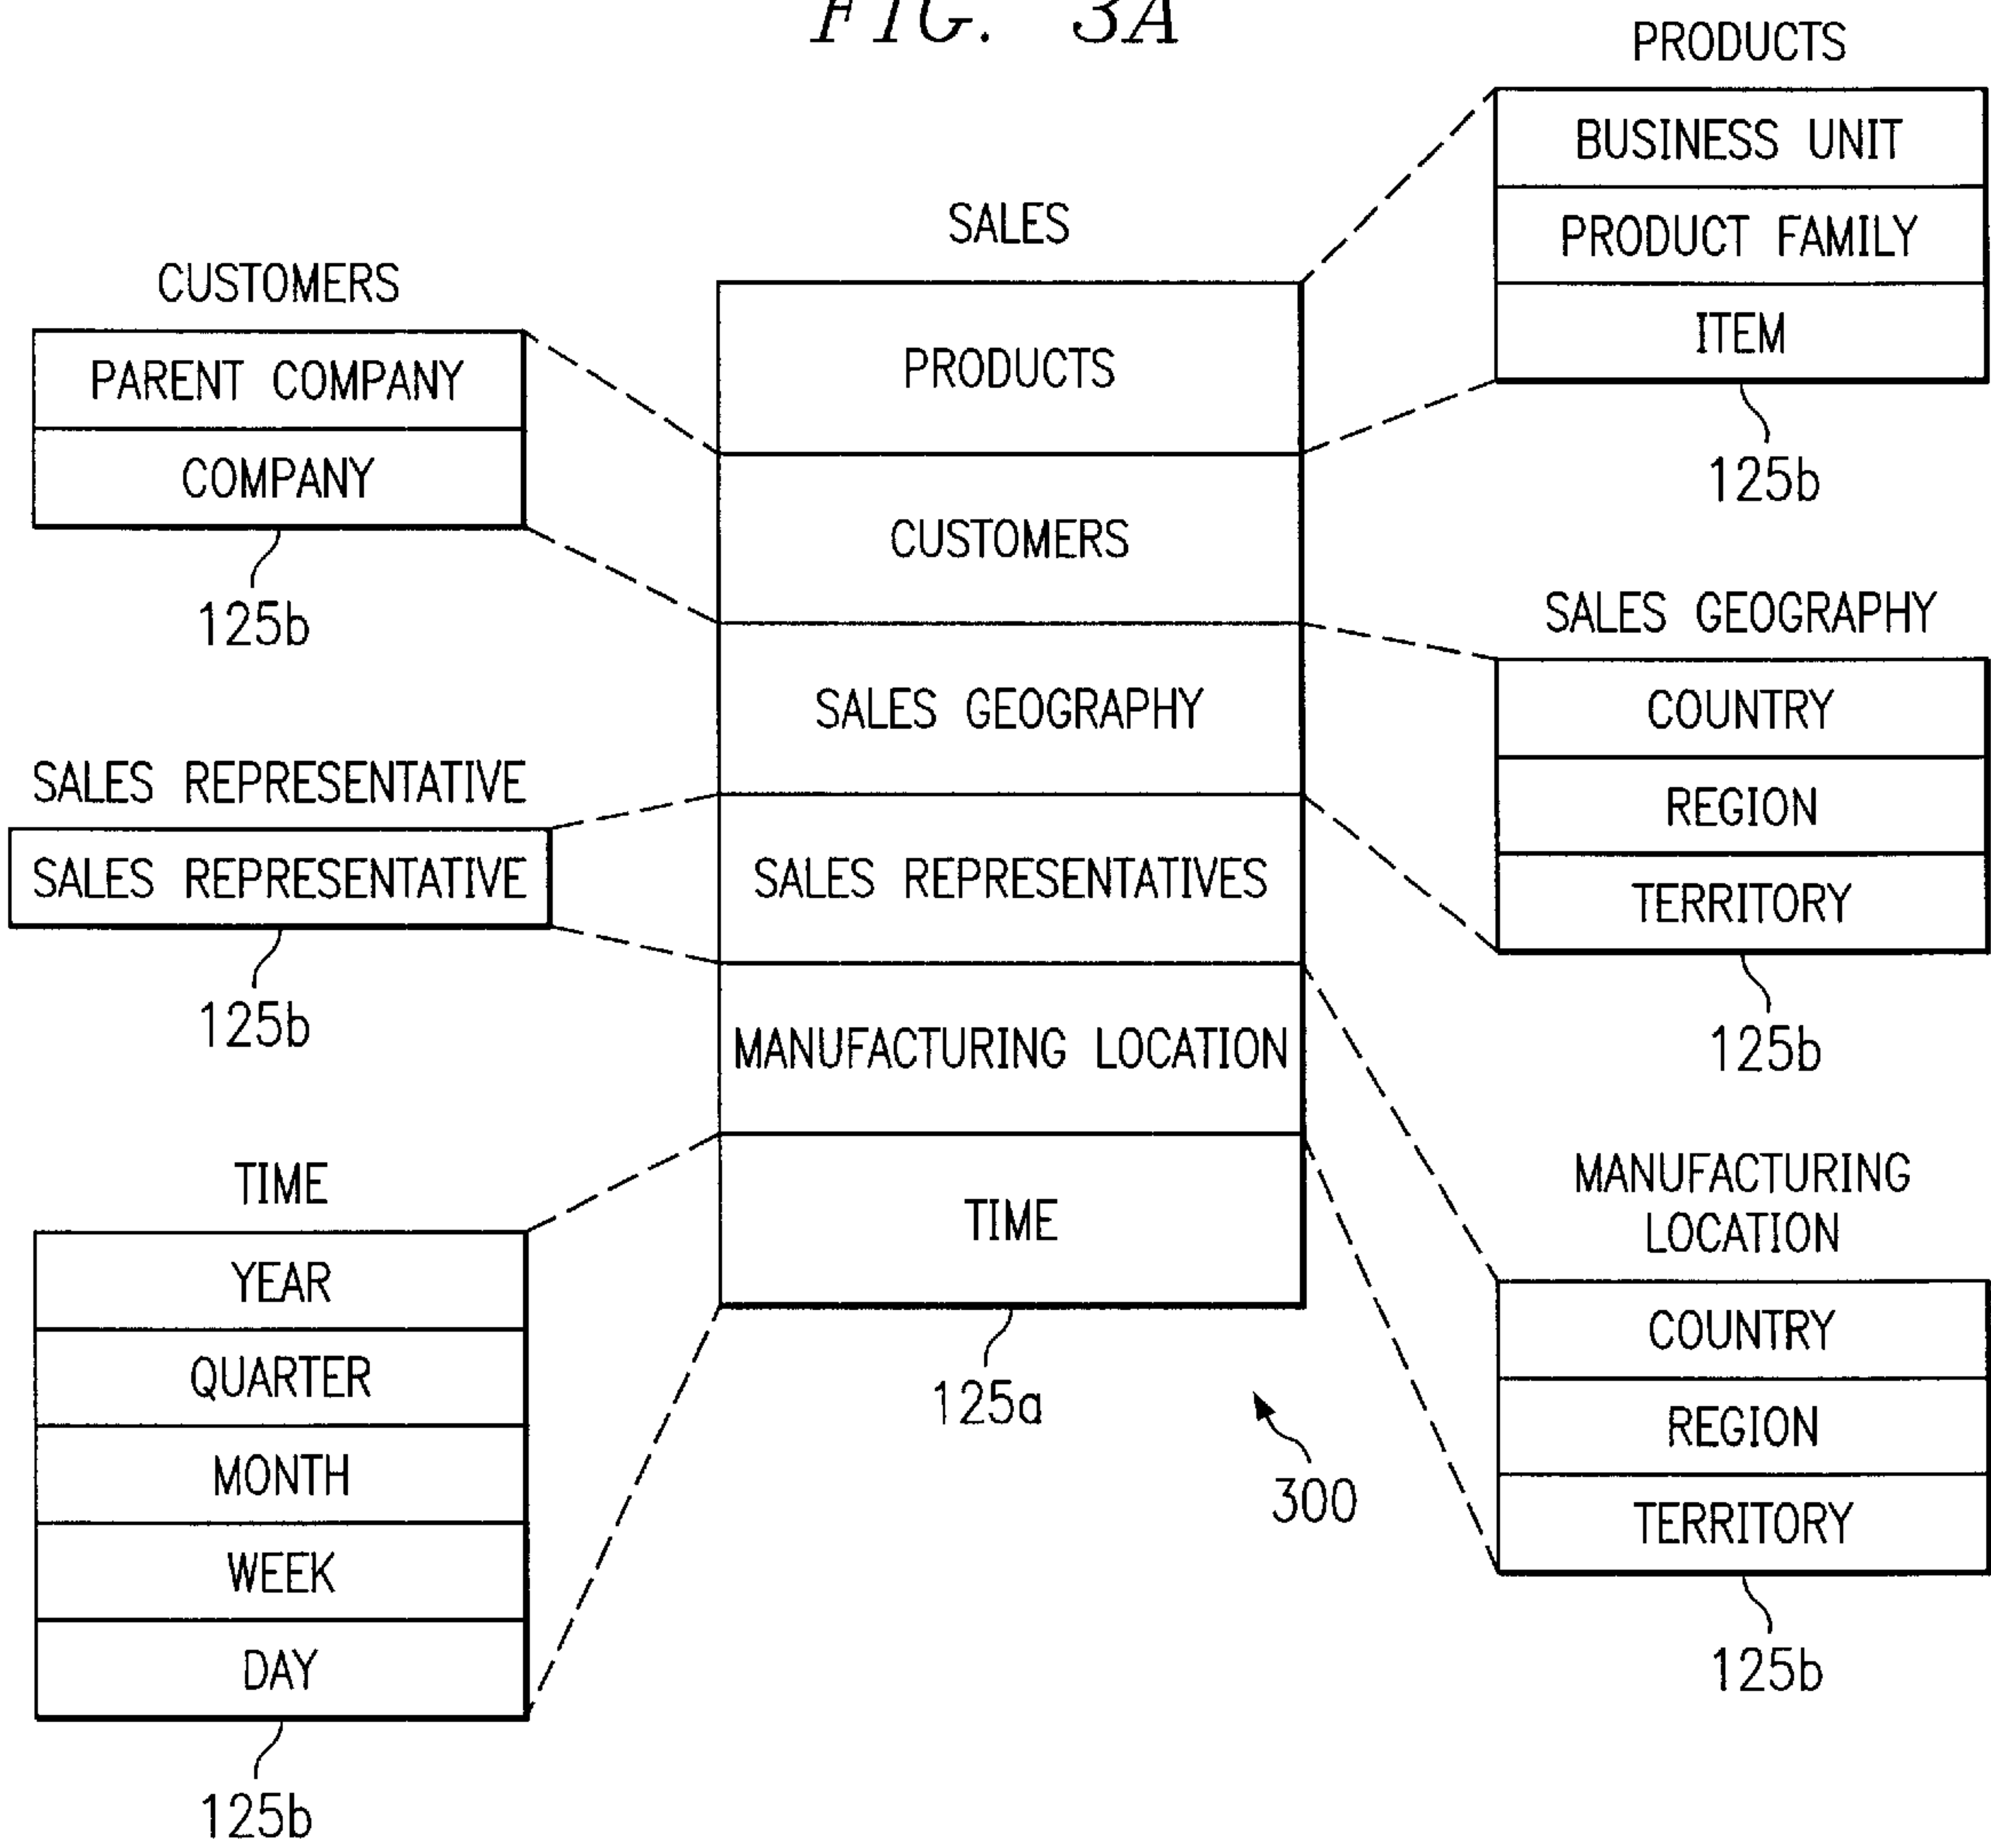 FIG. 3A
PRODUCTS
BUSINESS UNIT
PRODUCT FAMILY
ITEM
125b
SALES
PRODUCTS
CUSTOMERS
SALES GEOGRAPHY
SALES REPRESENTATIVES
MANUFACTURING LOCATION
TIME
125a
300
CUSTOMERS
PARENT COMPANY
COMPANY
125b
SALES GEOGRAPHY
COUNTRY
REGION
TERRITORY
125b
SALES REPRESENTATIVE
SALES REPRESENTATIVE
125b
MANUFACTURING
LOCATION
COUNTRY
REGION
TERRITORY
125b
TIME
YEAR
QUARTER
MONTH
WEEK
DAY
125b